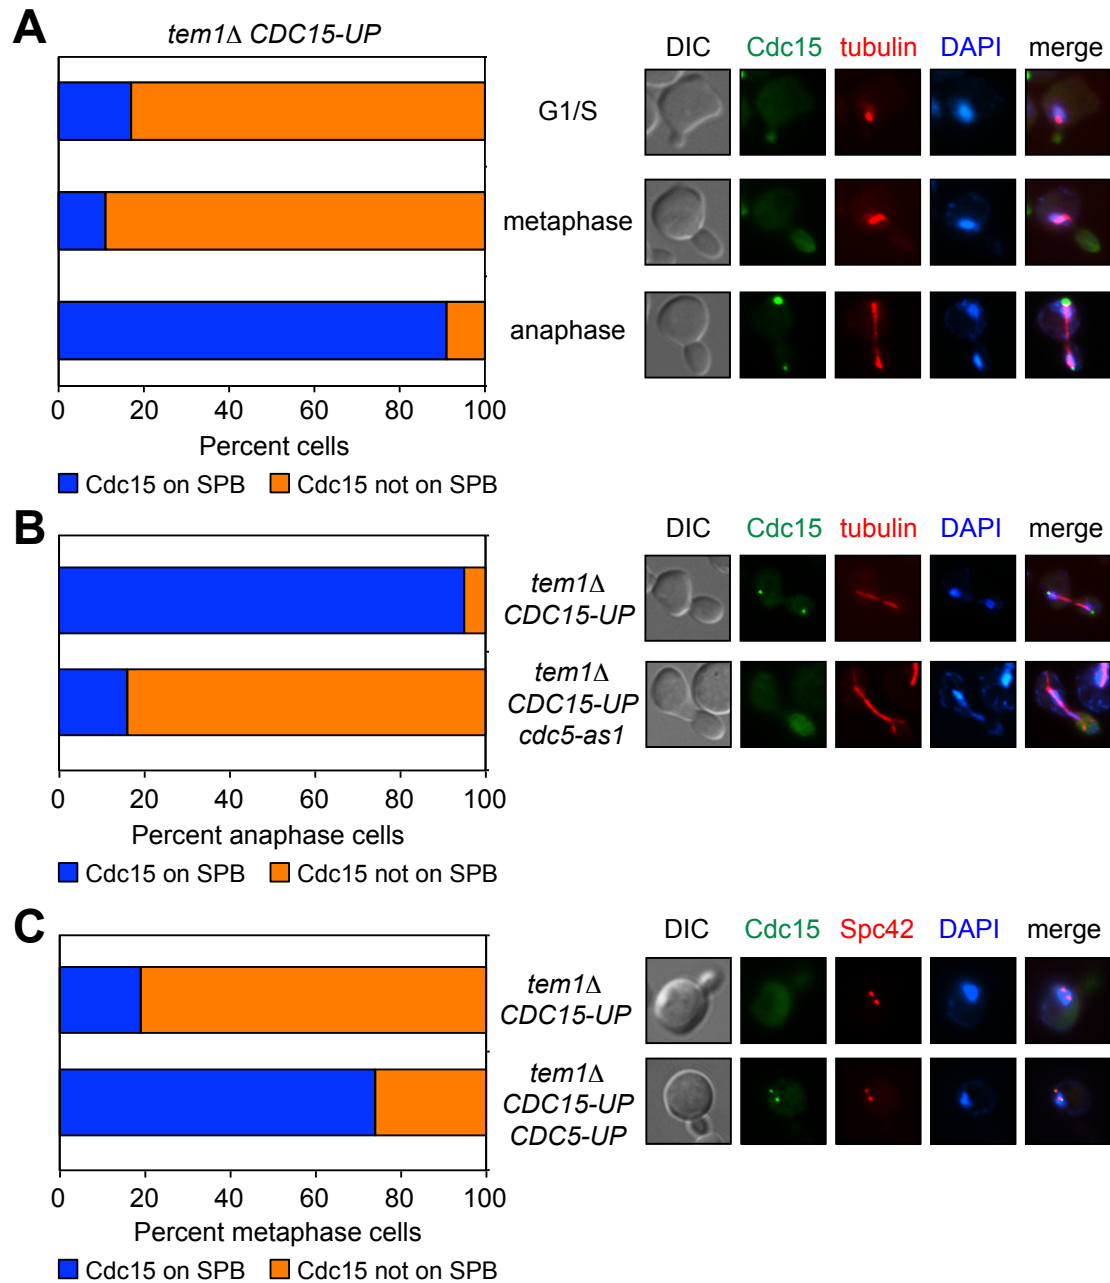 A
tem1Δ CDC15-UP
DIC Cdc15 tubulin DAPI merge
G1/S
metaphase
anaphase
0 20 40 60 80 100
Percent cells
Cdc15 on SPB Cdc15 not on SPB
B
DIC Cdc15 tubulin DAPI merge
tem1Δ
CDC15-UP
tem1Δ
CDC15-UP
cdc5-as1
0 20 40 60 80 100
Percent anaphase cells
Cdc15 on SPB Cdc15 not on SPB
C
DIC Cdc15 Spc42 DAPI merge
tem1Δ
CDC15-UP
tem1Δ
CDC15-UP
CDC5-UP
0 20 40 60 80 100
Percent metaphase cells
Cdc15 on SPB Cdc15 not on SPB